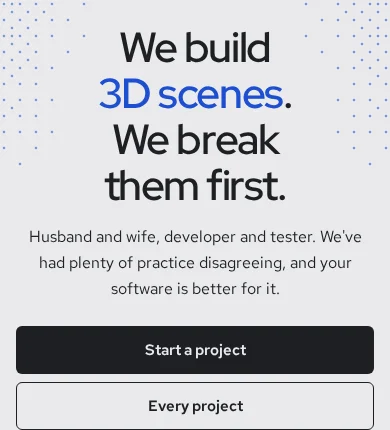 We build
3D scenes.
We break
them first.
Husband and wife, developer and tester. We've
had plenty of practice disagreeing, and your
software is better for it.
Start a project
Every project